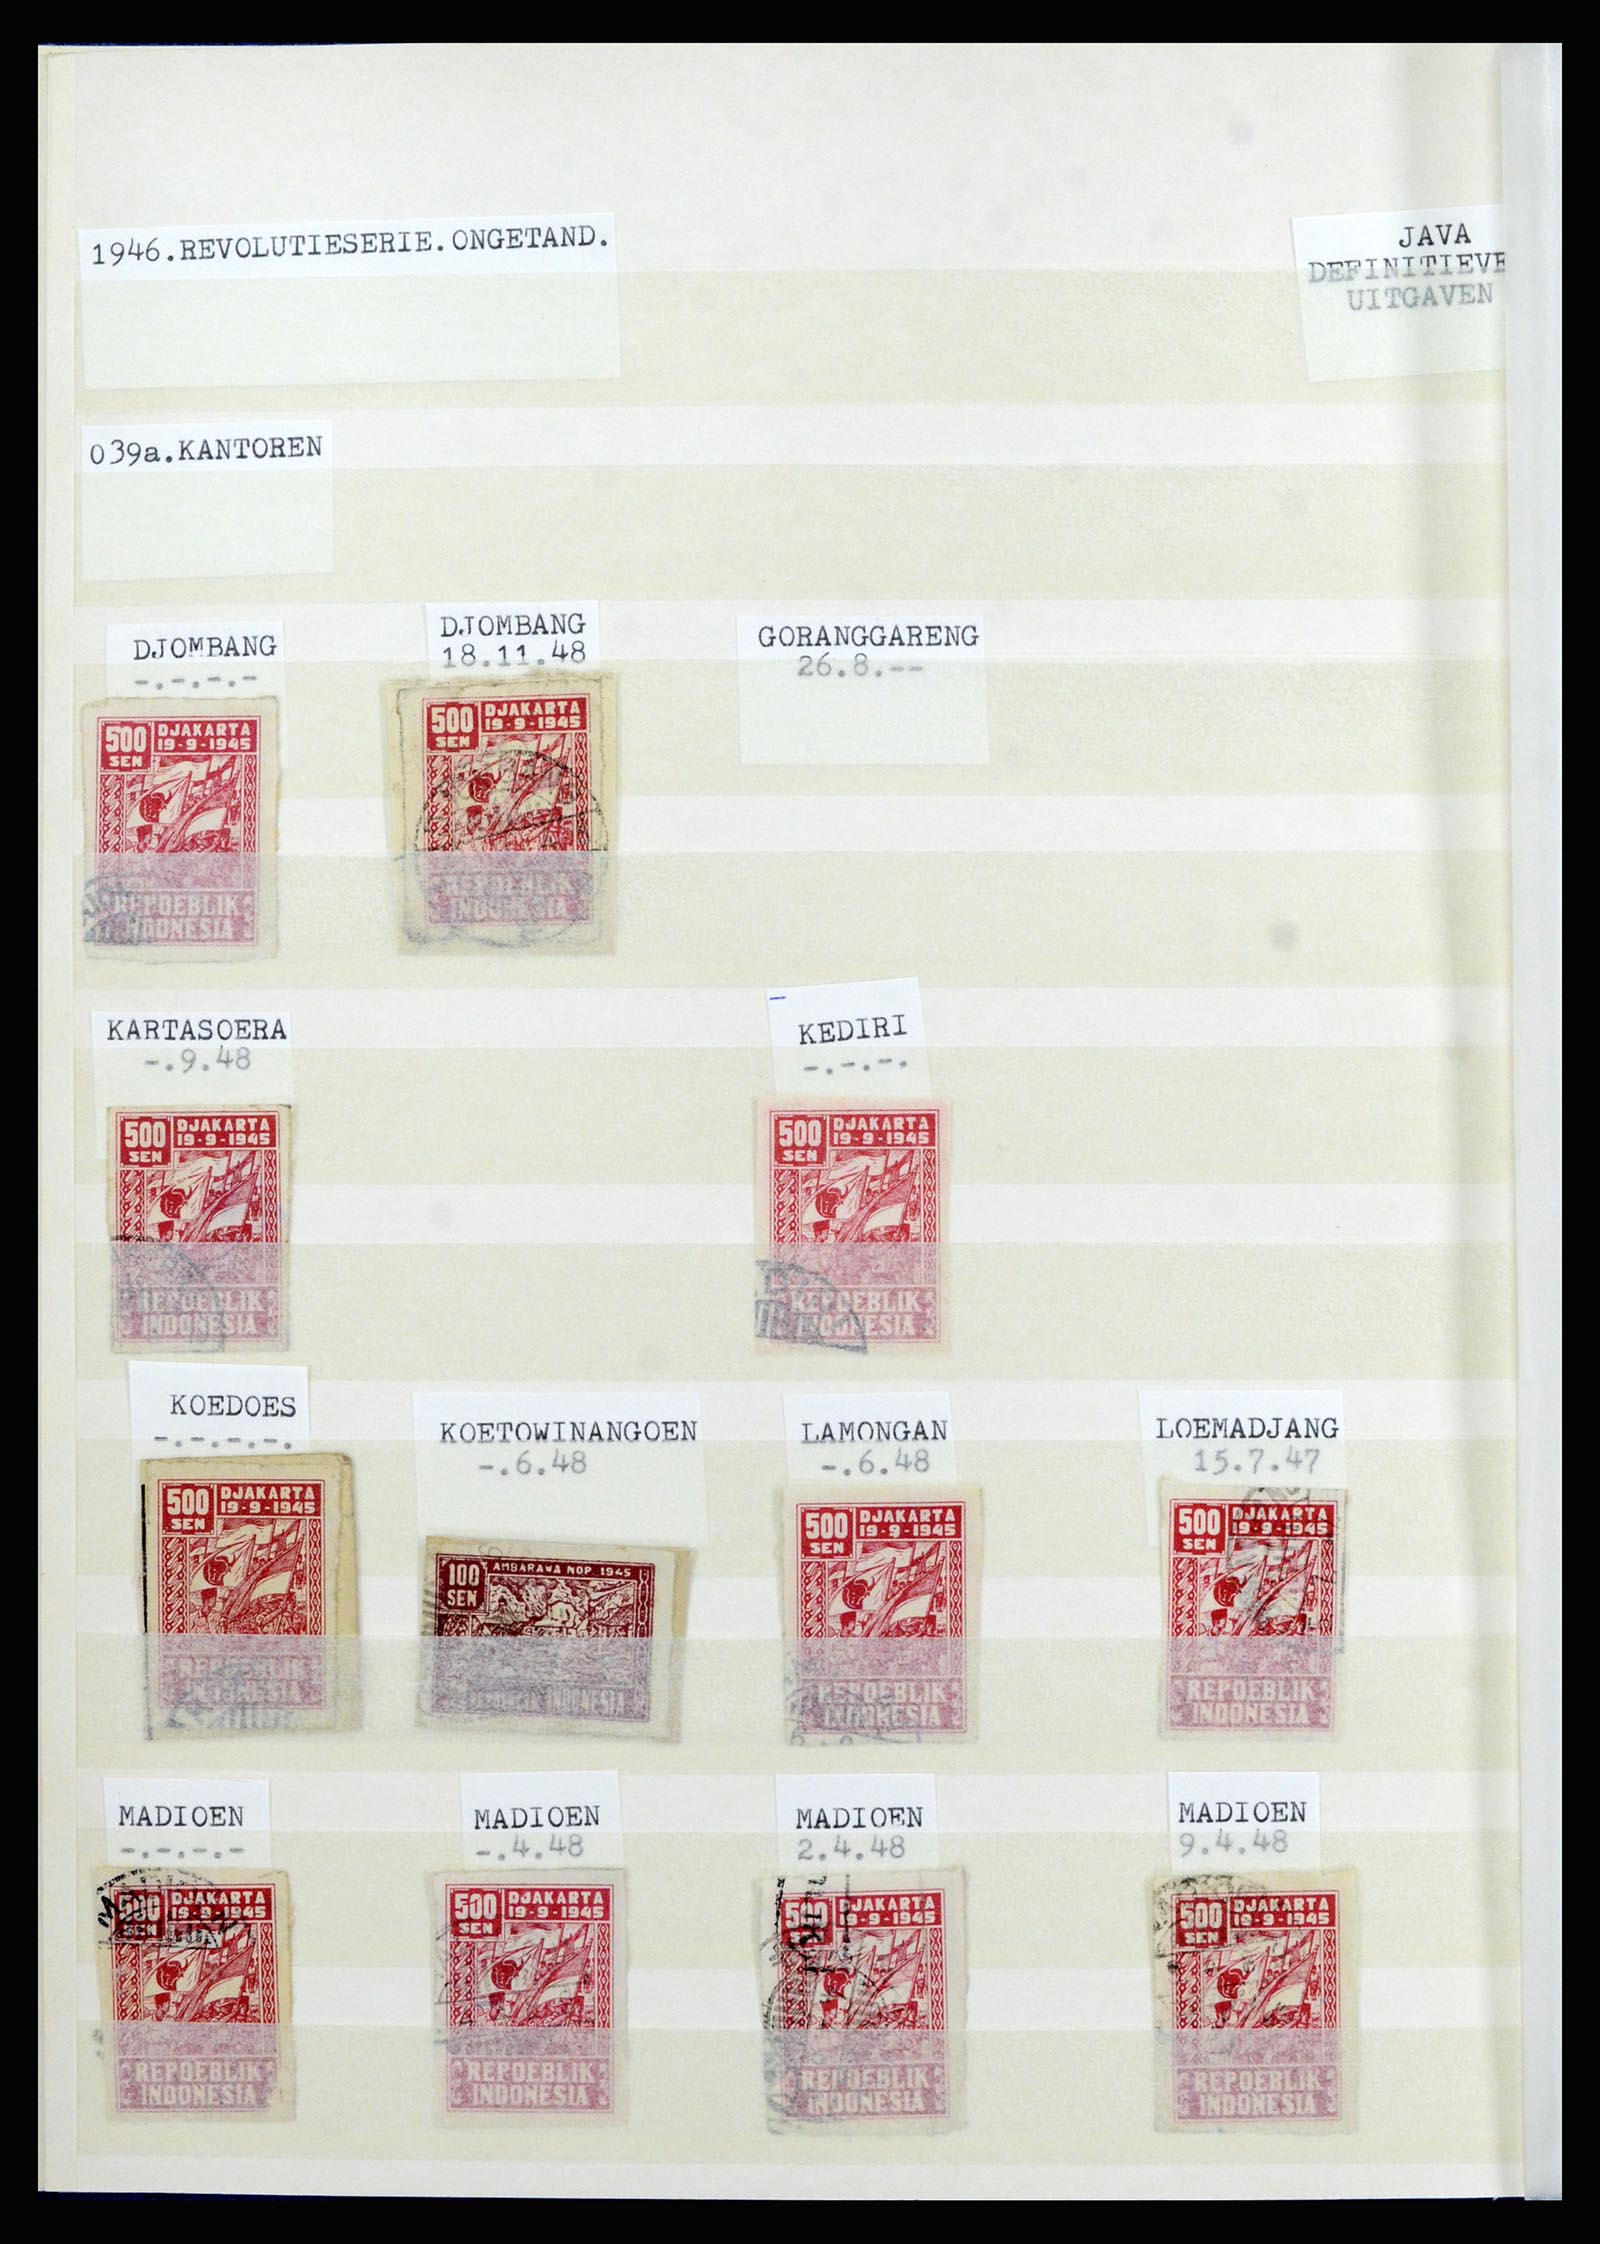 1946.REVOLUTIESERIE.ONGETAND.
JAVA
DEFINITIEVE
UITGAVEN
039a.KANTOREN
DJOMBANG
-.-.-.-
DJOMBANG
18.11.48
GORANGGARENG
26.8.--
500
SEN
DJAKARTA
19-9-1945
REPOEBLIK
INDONESIA
500
SEN
DJAKARTA
19-9-1945
REPOEBLIK
INDONESIA
KARTASOERA
-.9.48
KEDIRI
-.-.-.
500
SEN
DJAKARTA
19-9-1945
REPOEBLIK
INDONESIA
500
SEN
DJAKARTA
19-9-1945
REPOEBLIK
INDONESIA
KOEDOES
-.-.-.-.
KOETOWINANGOEN
-.6.48
LAMONGAN
-.6.48
LOEMADJANG
15.7.47
500
SEN
DJAKARTA
19-9-1945
REPOEBLIK
INDONESIA
100
SEN
AMBARAWA NOP 1945
REPOEBLIK INDONESIA
500
SEN
DJAKARTA
19-9-1945
REPOEBLIK
INDONESIA
500
SEN
DJAKARTA
19-9-1945
REPOEBLIK
INDONESIA
MADIOEN
-.-.-.-
MADIOEN
-.4.48
MADIOEN
2.4.48
MADIOEN
9.4.48
500
SEN
DJAKARTA
19-9-1945
REPOEBLIK
INDONESIA
500
SEN
DJAKARTA
19-9-1945
REPOEBLIK
INDONESIA
500
SEN
DJAKARTA
19-9-1945
REPOEBLIK
INDONESIA
500
SEN
DJAKARTA
19-9-1945
REPOEBLIK
INDONESIA